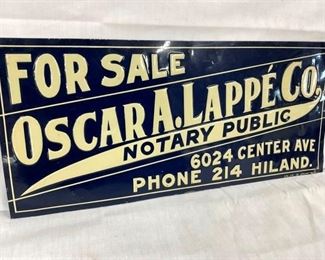 FOR SALE
OSCAR A. LAPPÉ CO,
NOTARY PUBLIC
6024 CENTER AVE
PHONE 214 HILAND.